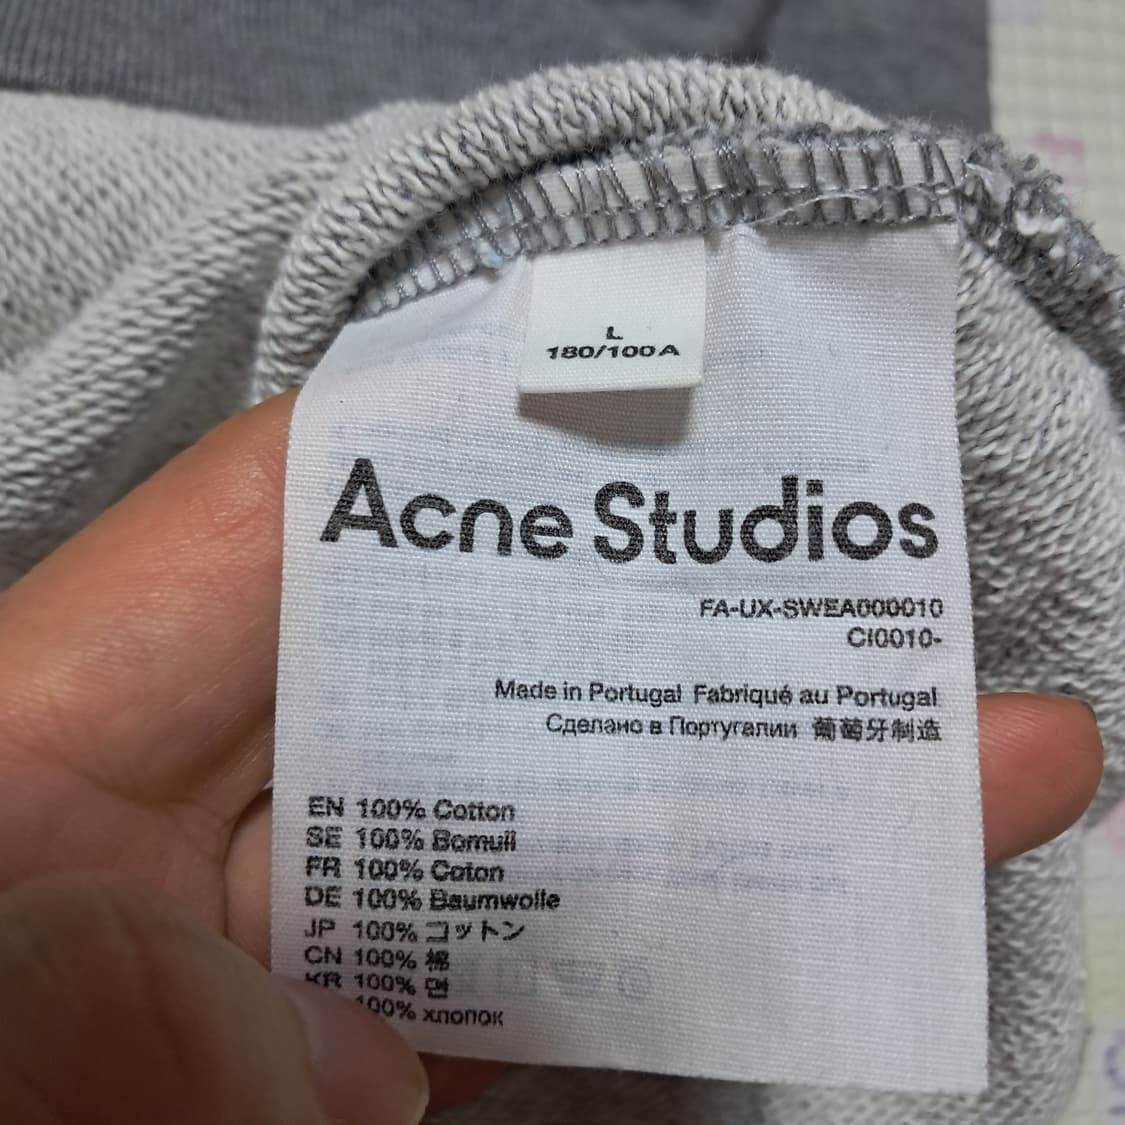 L
180/100A
Acne Studios
FA-UX-SWEA000010
CI0010-
Made in Portugal Fabriqué au Portugal
Сделано в Португалии 葡萄牙制造
EN 100% Cotton
SE 100% Bomull
FR 100% Coton
DE 100% Baumwolle
JP 100% コットン
CN 100% 棉
KR 100% 면
100% хлопок